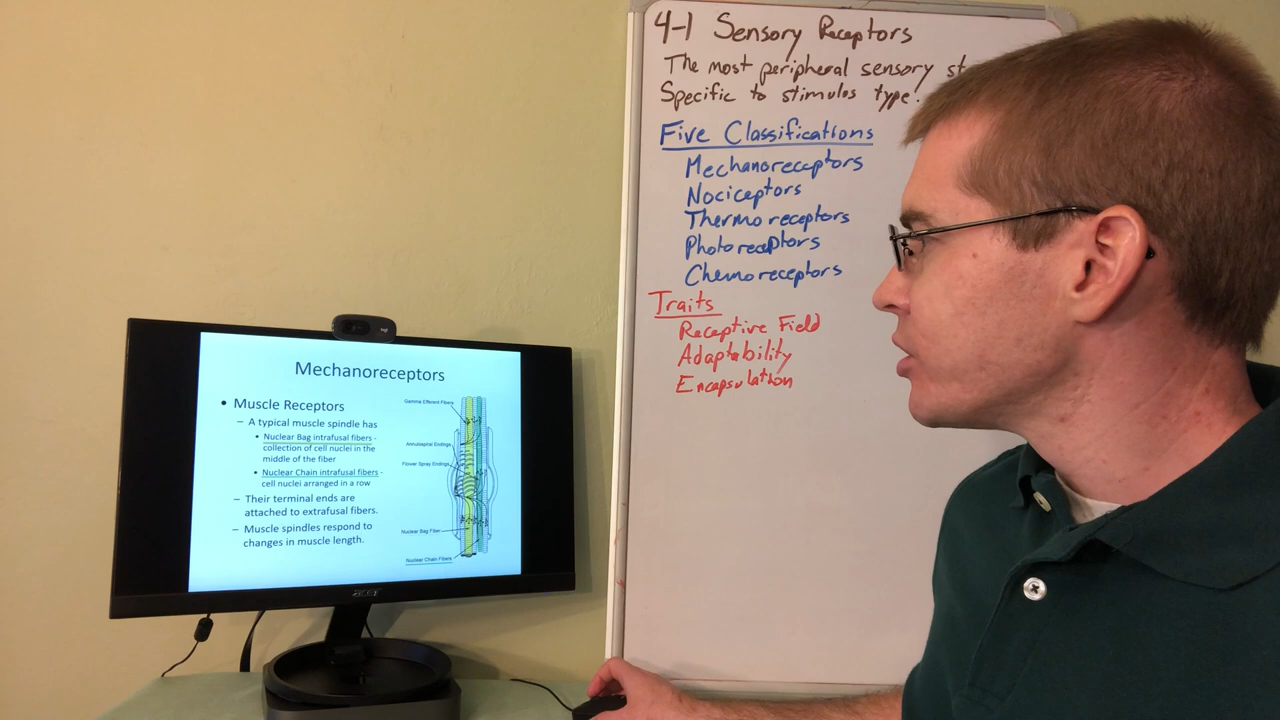 4-1 Sensory Receptors
The most peripheral sensory
Specific to stimulus type.
Five Classifications
Mechanoreceptors
Nociceptors
Thermoreceptors
Photoreceptors
Chemoreceptors
Traits
Receptive Field
Adaptability
Encapsulation
Mechanoreceptors
• Muscle Receptors
– A typical muscle spindle has
• Nuclear Bag intrafusal fibers -
collection of cell nuclei in the
middle of the fiber
• Nuclear Chain intrafusal fibers -
cell nuclei arranged in a row
– Their terminal ends are
attached to extrafusal fibers.
– Muscle spindles respond to
changes in muscle length.
Gamma Efferent Fibers
Annulospiral Endings
Flower Spray Endings
Nuclear Bag Fiber
Nuclear Chain Fibers
acer